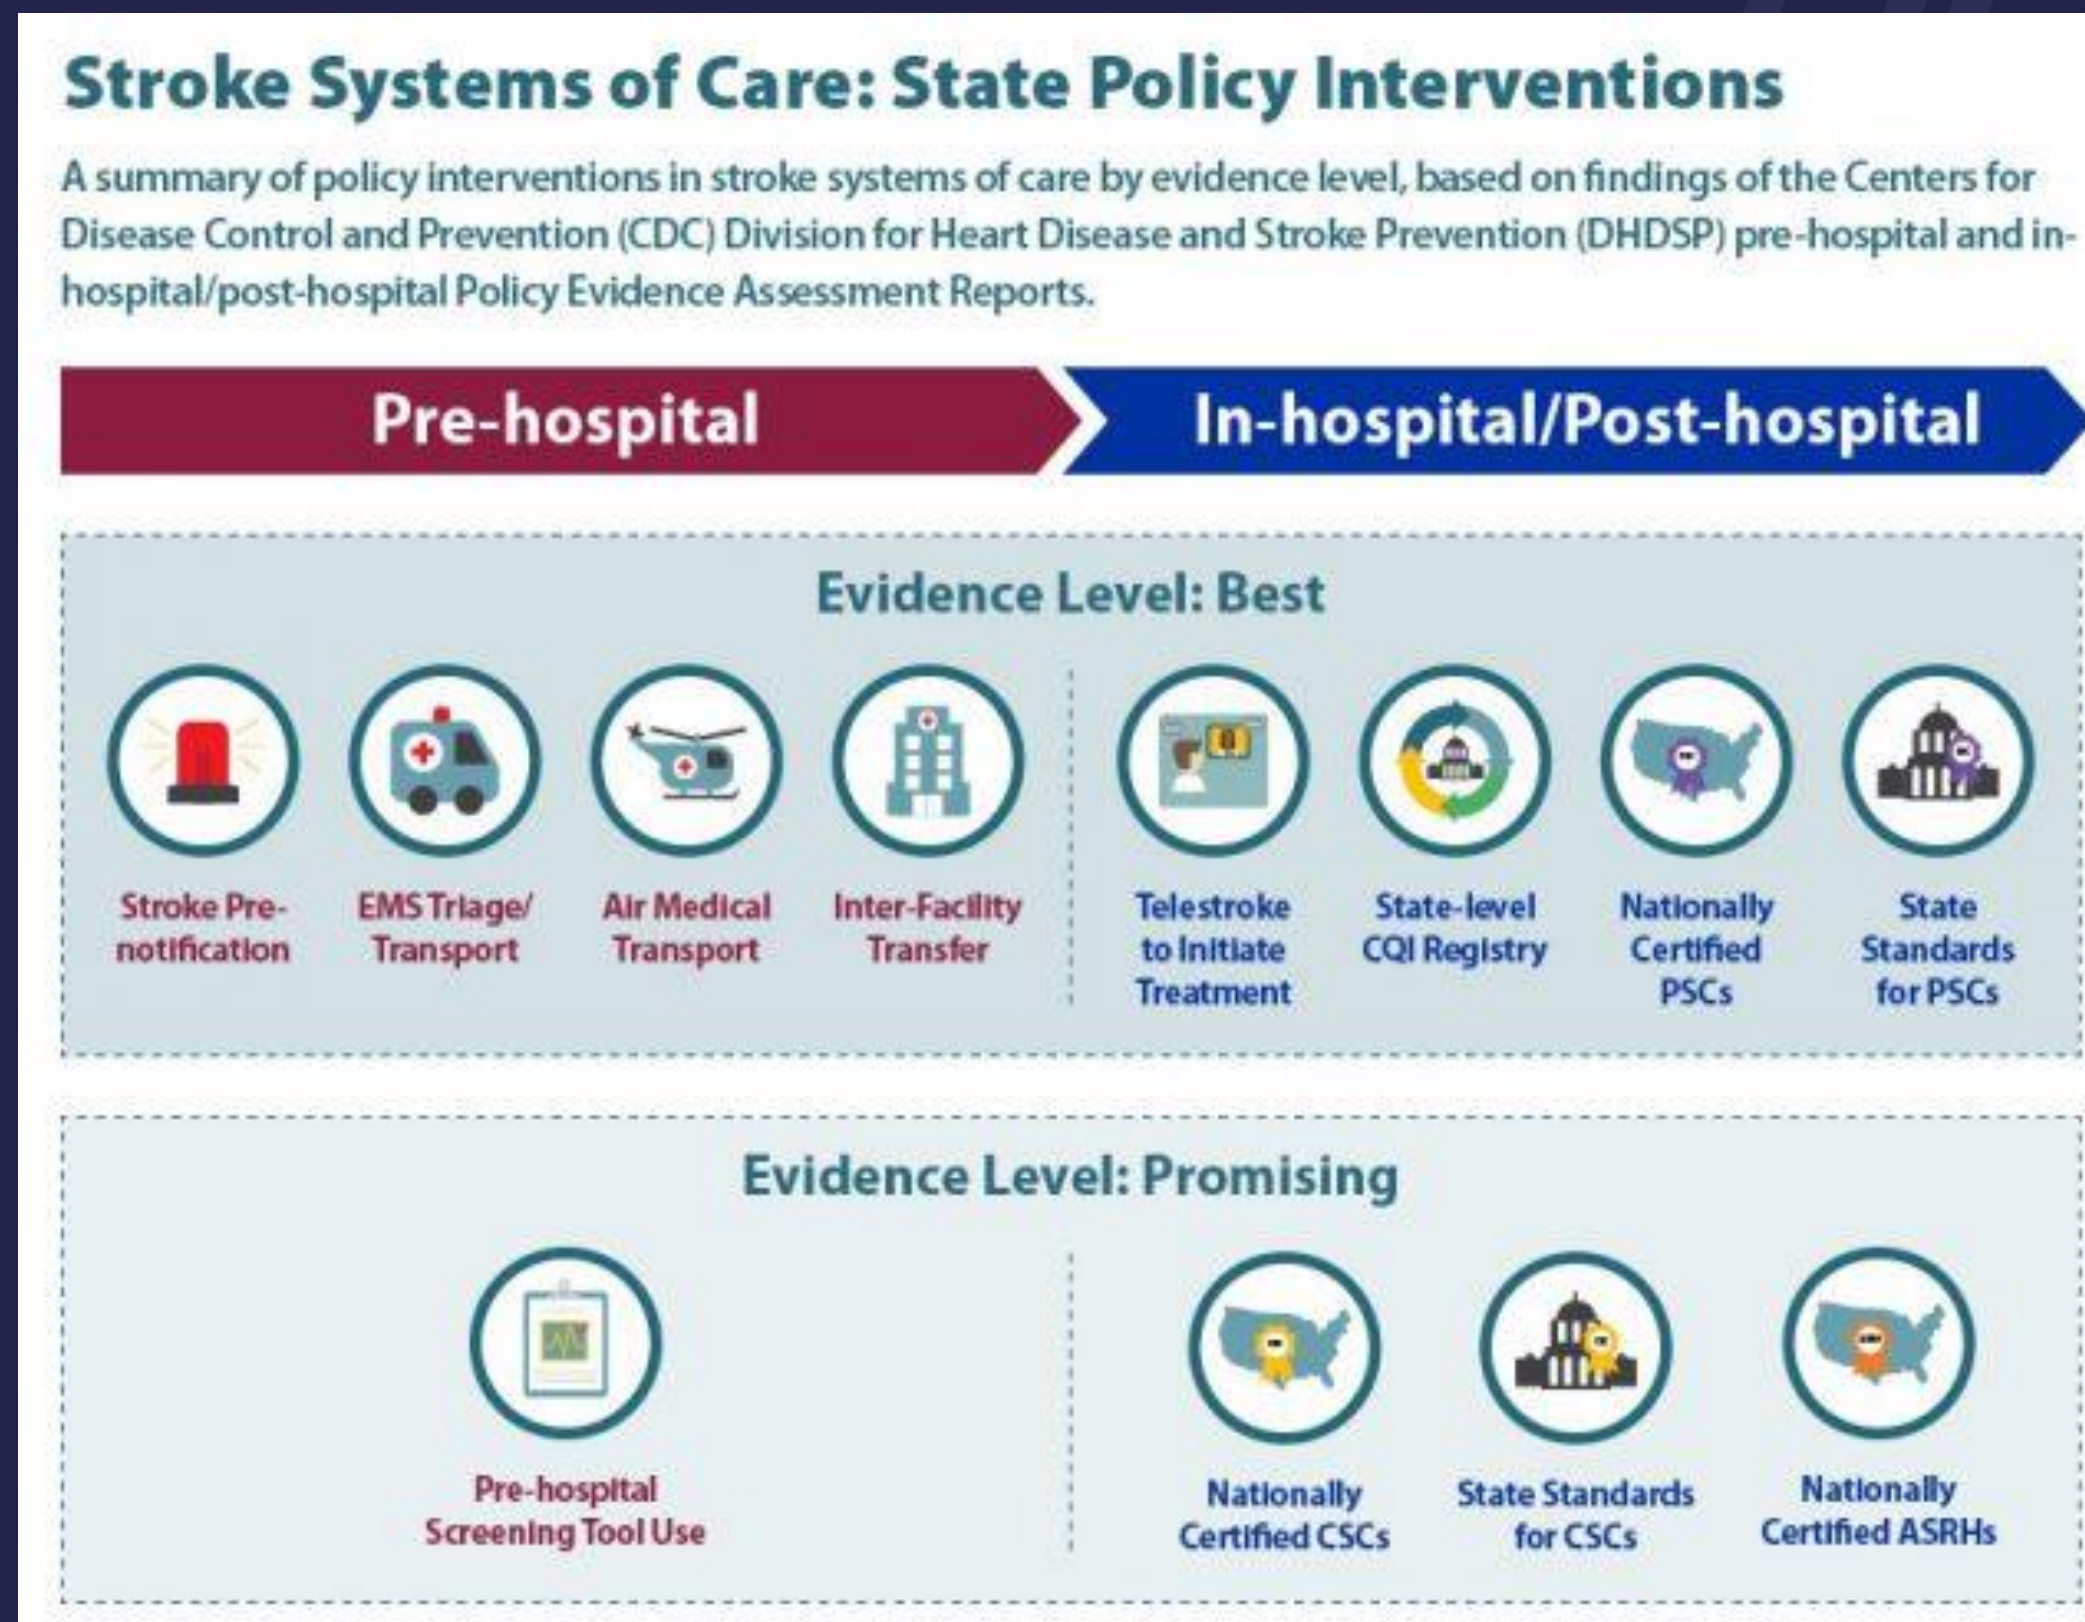 Stroke Systems of Care: State Policy Interventions
A summary of policy interventions in stroke systems of care by evidence level, based on findings of the Centers for
Disease Control and Prevention (CDC) Division for Heart Disease and Stroke Prevention (DHDSP) pre-hospital and in-
hospital/post-hospital Policy Evidence Assessment Reports.
Pre-hospital
In-hospital/Post-hospital
Evidence Level: Best
Stroke Pre-
notification
EMS Triage/
Transport
Air Medical
Transport
Inter-Facility
Transfer
Telestroke
to Initiate
Treatment
State-level
CQI Registry
Nationally
Certified
PSCs
State
Standards
for PSCs
Evidence Level: Promising
Pre-hospital
Screening Tool Use
Nationally
Certified CSCs
State Standards
for CSCs
Nationally
Certified ASRHs